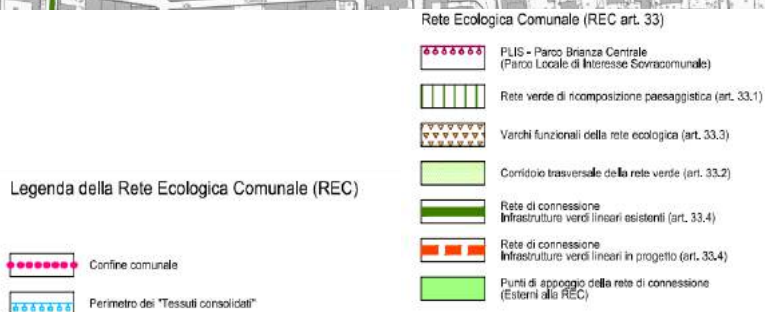 Rete Ecologica Comunale (REC art. 33)
PLIS - Parco Brianza Centrale
(Parco Locale di Interesse Sovracomunale)
Rete verde di ricomposizione paesaggistica (art. 33.1)
Varchi funzionali della rete ecologica (art. 33.3)
Corridoio trasversale della rete verde (art. 33.2)
Rete di connessione
Infrastrutture verdi lineari esistenti (art. 33.4)
Rete di connessione
Infrastrutture verdi lineari in progetto (art. 33.4)
Punti di appoggio della rete di connessione
(Esterni alla REC)
Legenda della Rete Ecologica Comunale (REC)
Confine comunale
Perimetro dei "Tessuti consolidati"